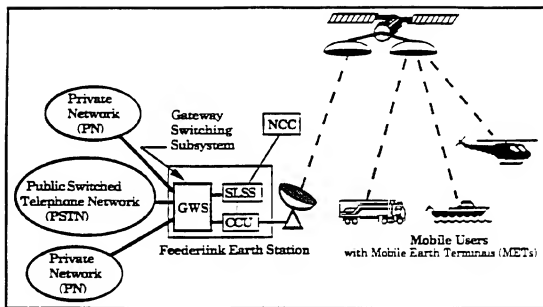 Private
Network
(PN)
Gateway
Switching
Subsystem
NCC
Public Switched
Telephone Network
(PSTN)
GWS
SLSS
CCU
Feederlink Earth Station
Private
Network
(PN)
Mobile Users
with Mobile Earth Terminals (METs)